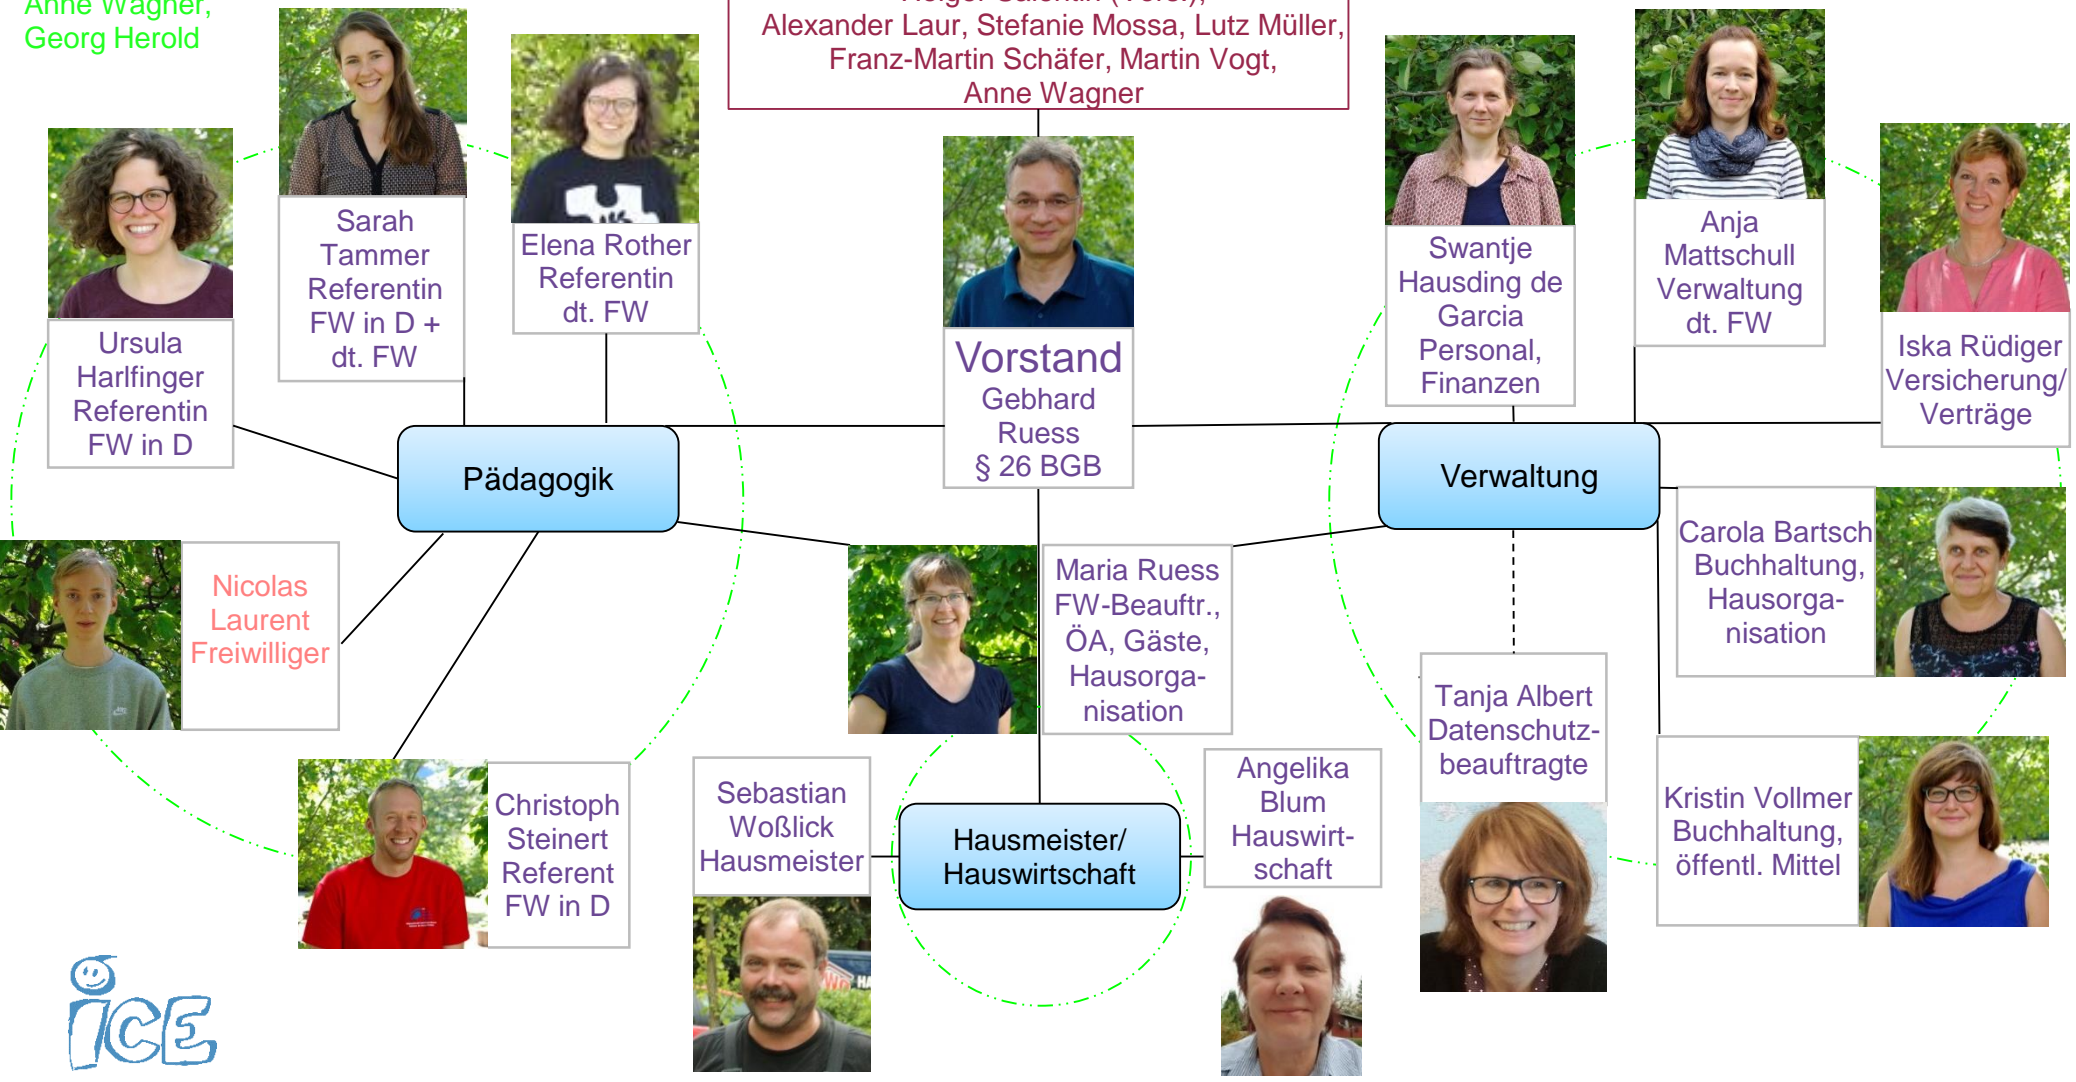 Anne Wagner,
Georg Herold
Holger Salentin (Vors.),
Alexander Laur, Stefanie Mossa, Lutz Müller,
Franz-Martin Schäfer, Martin Vogt,
Anne Wagner
Ursula
Harlfinger
Referentin
FW in D
Sarah
Tammer
Referentin
FW in D +
dt. FW
Elena Rother
Referentin
dt. FW
Vorstand
Gebhard
Ruess
§ 26 BGB
Swantje
Hausding de
Garcia
Personal,
Finanzen
Anja
Mattschull
Verwaltung
dt. FW
Iska Rüdiger
Versicherung/
Verträge
Pädagogik
Verwaltung
Nicolas
Laurent
Freiwilliger
Maria Ruess
FW-Beauftr.,
ÖA, Gäste,
Hausorga-
nisation
Carola Bartsch
Buchhaltung,
Hausorga-
nisation
Tanja Albert
Datenschutz-
beauftragte
Christoph
Steinert
Referent
FW in D
Sebastian
Woßlick
Hausmeister
Hausmeister/
Hauswirtschaft
Angelika
Blum
Hauswirt-
schaft
Kristin Vollmer
Buchhaltung,
öffentl. Mittel
ICE